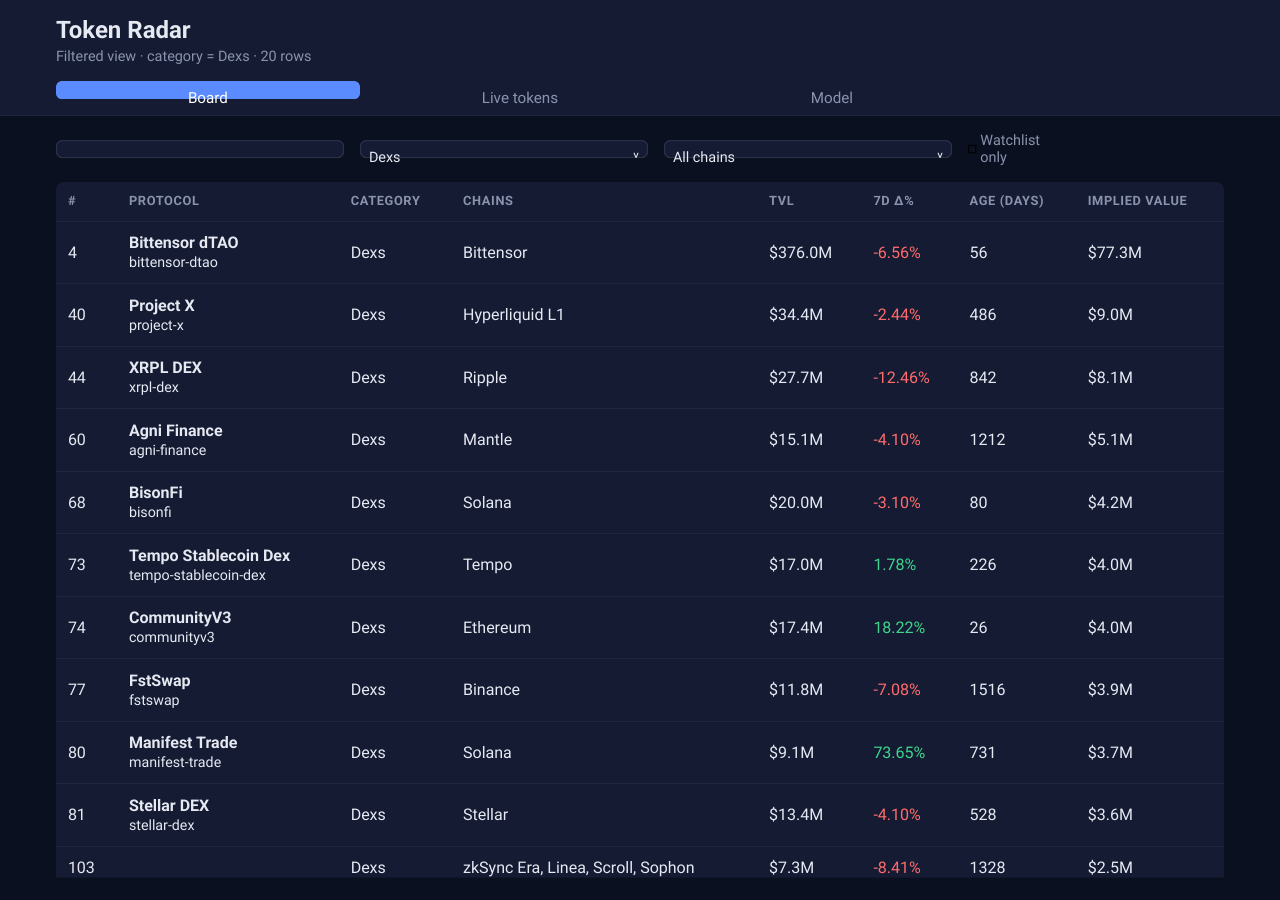 Token Radar
Filtered view · category = Dexs · 20 rows
Board Live tokens Model
Dexs All chains Watchlist only
# PROTOCOL CATEGORY CHAINS TVL 7D Δ% AGE (DAYS) IMPLIED VALUE
4 Bittensor dTAO Dexs Bittensor $376.0M -6.56% 56 $77.3M
bittensor-dtao
40 Project X Dexs Hyperliquid L1 $34.4M -2.44% 486 $9.0M
project-x
44 XRPL DEX Dexs Ripple $27.7M -12.46% 842 $8.1M
xrpl-dex
60 Agni Finance Dexs Mantle $15.1M -4.10% 1212 $5.1M
agni-finance
68 BisonFi Dexs Solana $20.0M -3.10% 80 $4.2M
bisonfi
73 Tempo Stablecoin Dex Dexs Tempo $17.0M 1.78% 226 $4.0M
tempo-stablecoin-dex
74 CommunityV3 Dexs Ethereum $17.4M 18.22% 26 $4.0M
communityv3
77 FstSwap Dexs Binance $11.8M -7.08% 1516 $3.9M
fstswap
80 Manifest Trade Dexs Solana $9.1M 73.65% 731 $3.7M
manifest-trade
81 Stellar DEX Dexs Stellar $13.4M -4.10% 528 $3.6M
stellar-dex
103 Dexs zkSync Era, Linea, Scroll, Sophon $7.3M -8.41% 1328 $2.5M